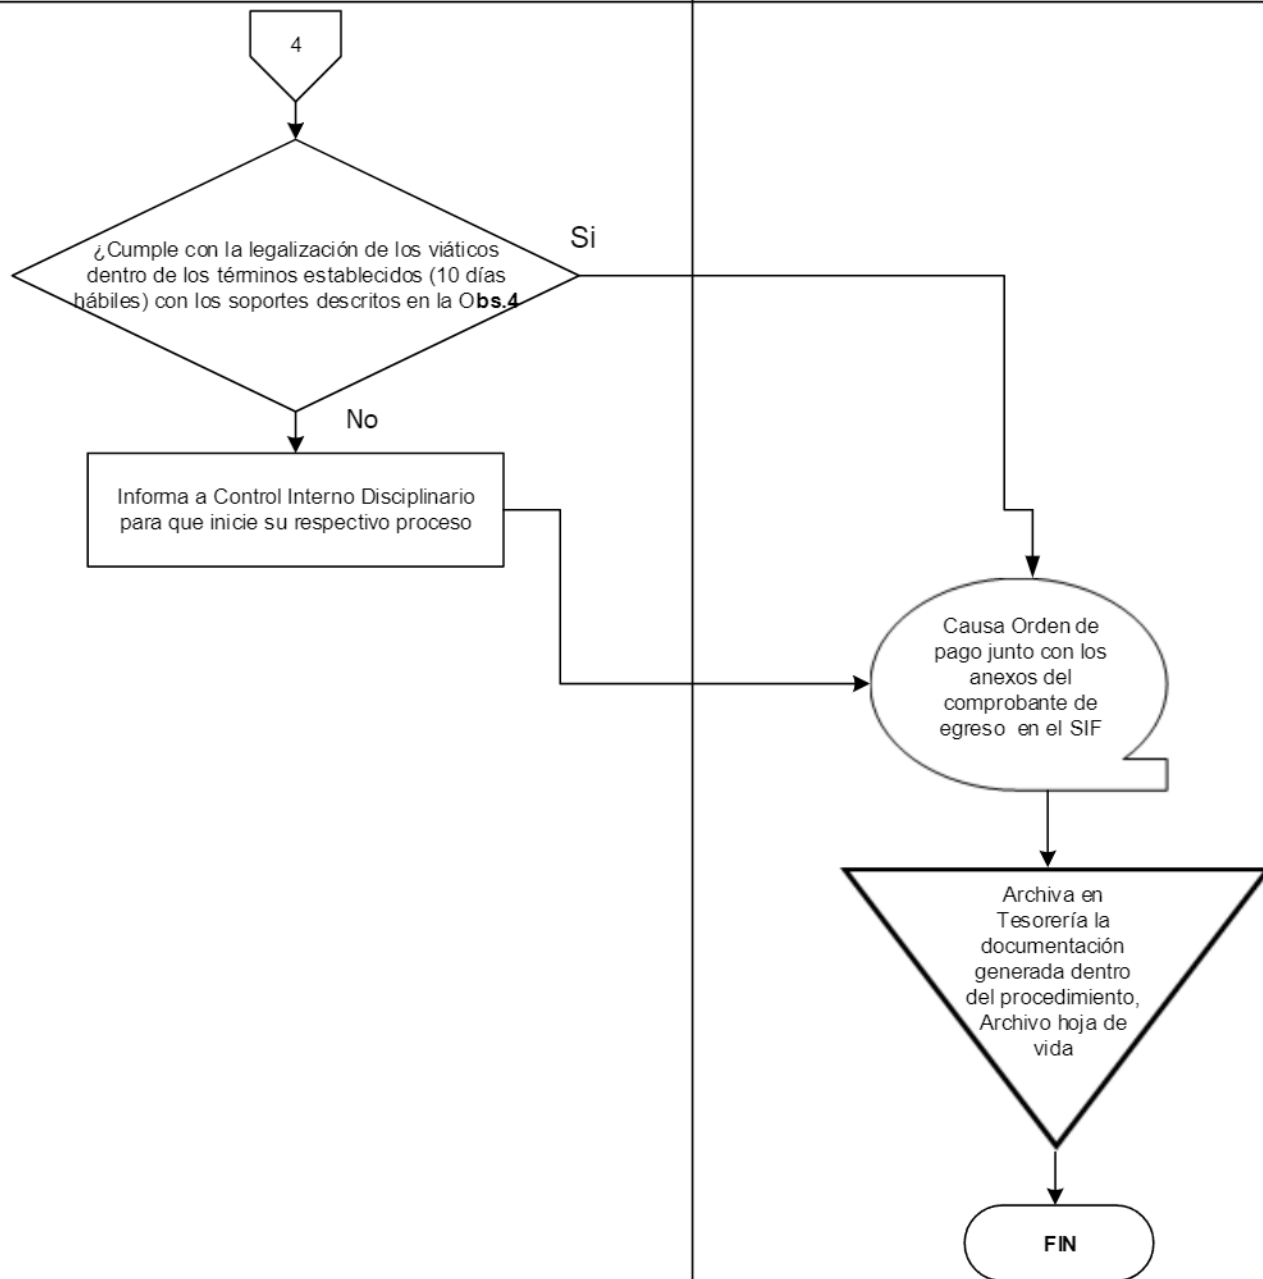 4
¿Cumple con la legalización de los viáticos
dentro de los términos establecidos (10 días
hábiles) con los soportes descritos en la Obs.4
Si
No
Informa a Control Interno Disciplinario
para que inicie su respectivo proceso
Causa Orden de
pago junto con los
anexos del
comprobante de
egreso en el SIF
Archiva en
Tesorería la
documentación
generada dentro
del procedimiento,
Archivo hoja de
vida
FIN